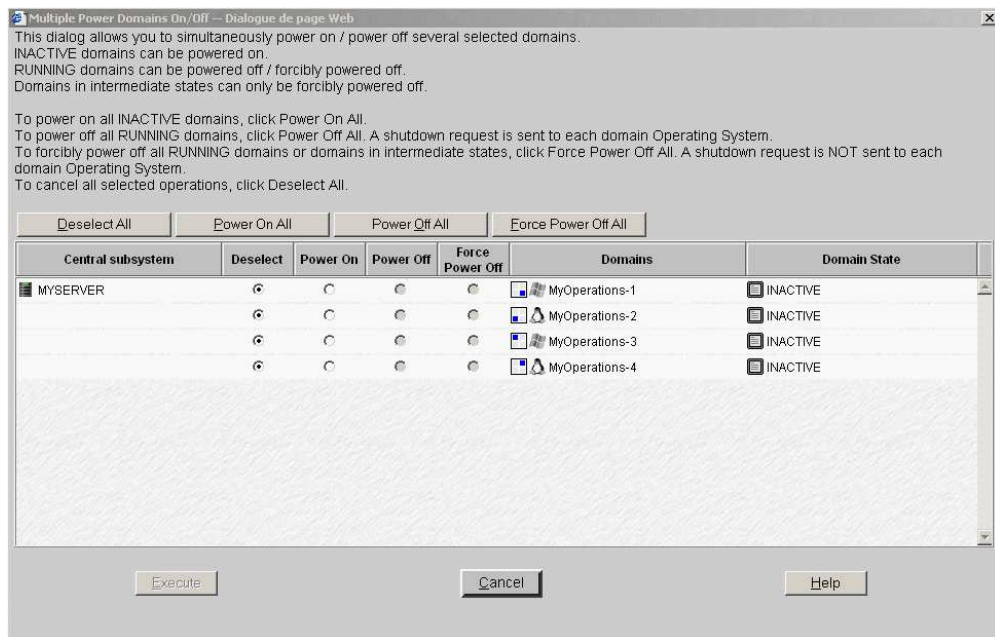 Multiple Power Domains On/Off -- Dialogue de page Web
This dialog allows you to simultaneously power on / power off several selected domains.
INACTIVE domains can be powered on.
RUNNING domains can be powered off / forcibly powered off.
Domains in intermediate states can only be forcibly powered off.
To power on all INACTIVE domains, click Power On All.
To power off all RUNNING domains, click Power Off All. A shutdown request is sent to each domain Operating System.
To forcibly power off all RUNNING domains or domains in intermediate states, click Force Power Off All. A shutdown request is NOT sent to each
domain Operating System.
To cancel all selected operations, click Deselect All.
Deselect All Power On All Power Off All Force Power Off All
Central subsystem Deselect Power On Power Off Force Power Off Domains Domain State
MYSERVER MyOperations-1 INACTIVE
MyOperations-2 INACTIVE
MyOperations-3 INACTIVE
MyOperations-4 INACTIVE
Execute Cancel Help